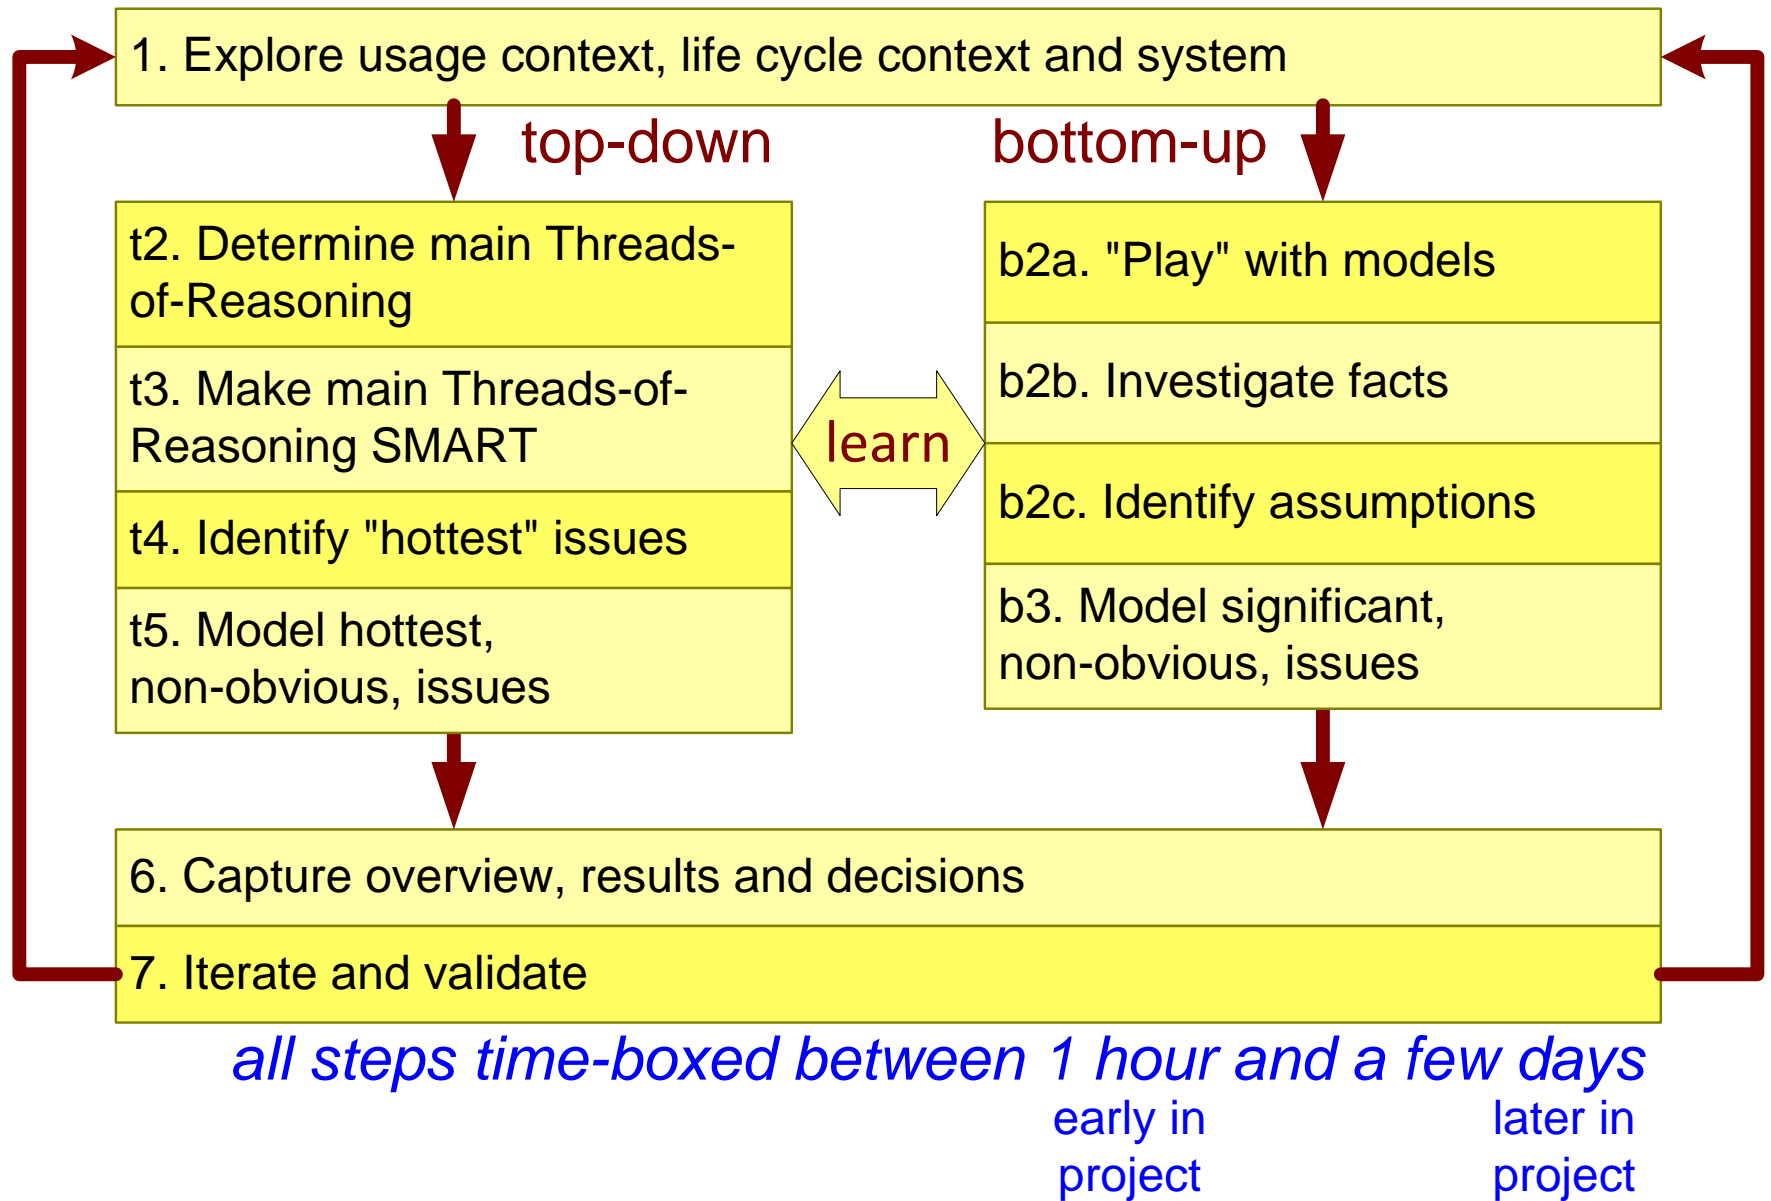 1. Explore usage context, life cycle context and system
top-down
bottom-up
t2. Determine main Threads-
of-Reasoning
t3. Make main Threads-of-
Reasoning SMART
t4. Identify "hottest" issues
t5. Model hottest,
non-obvious, issues
learn
b2a. "Play" with models
b2b. Investigate facts
b2c. Identify assumptions
b3. Model significant,
non-obvious, issues
6. Capture overview, results and decisions
7. Iterate and validate
all steps time-boxed between 1 hour and a few days
early in
project
later in
project